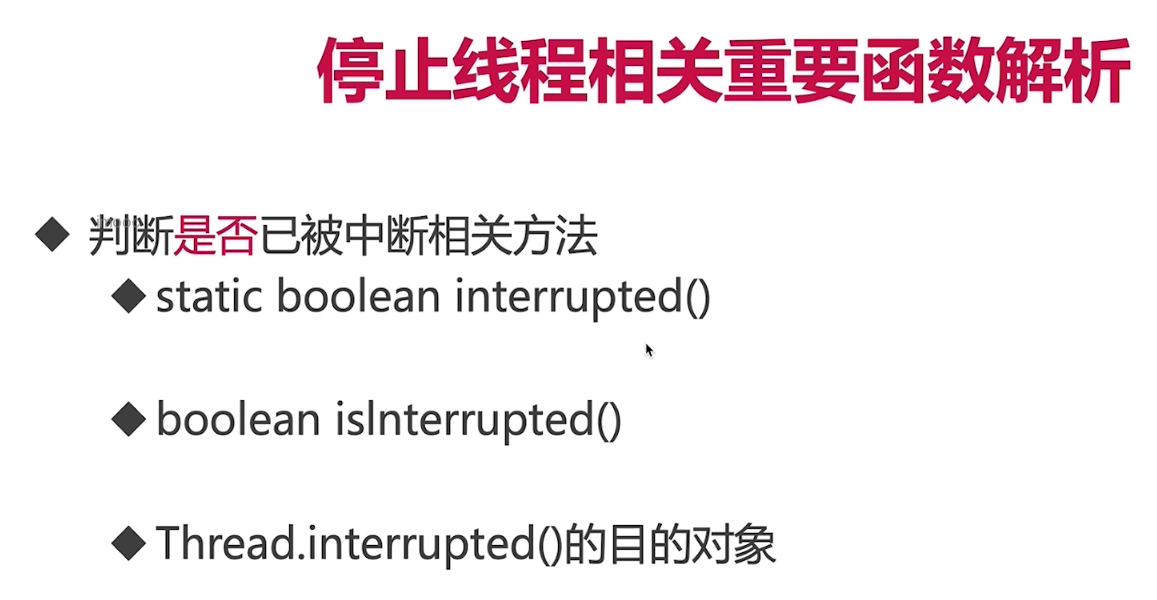 停止线程相关重要函数解析
判断是否已被中断相关方法
static boolean interrupted()
boolean isInterrupted()
Thread.interrupted()的目的对象